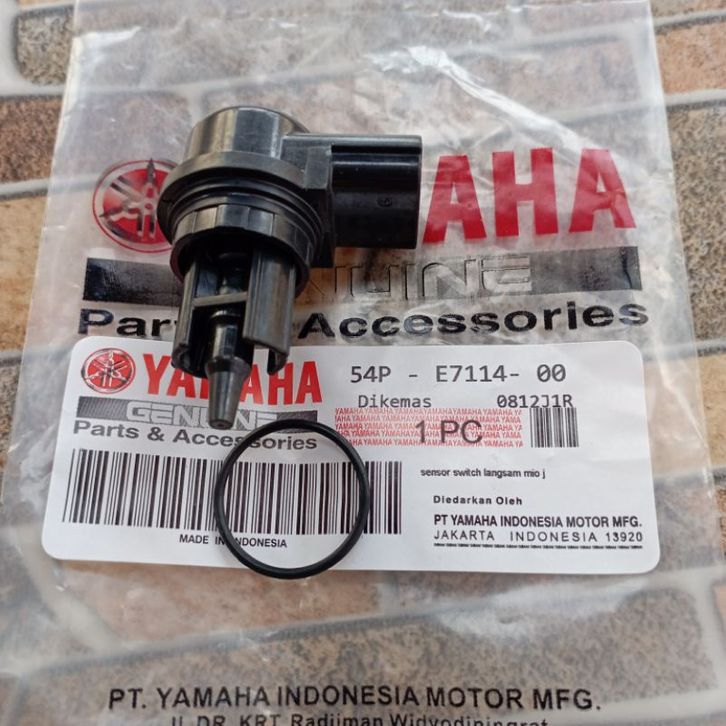 YAMAHA
GENUINE
Parts & Accessories
YAMAHA
GENUINE
Parts & Accessories
54P - E7114- 00
Dikemas 0812J1R
1 PC
sensor switch langsam mio j
Diedarkan Oleh
PT YAMAHA INDONESIA MOTOR MFG.
JAKARTA INDONESIA 13920
MADE IN INDONESIA
PT. YAMAHA INDONESIA MOTOR MFG.
Jl. DR. KRT Radjiman Widyodiningrat